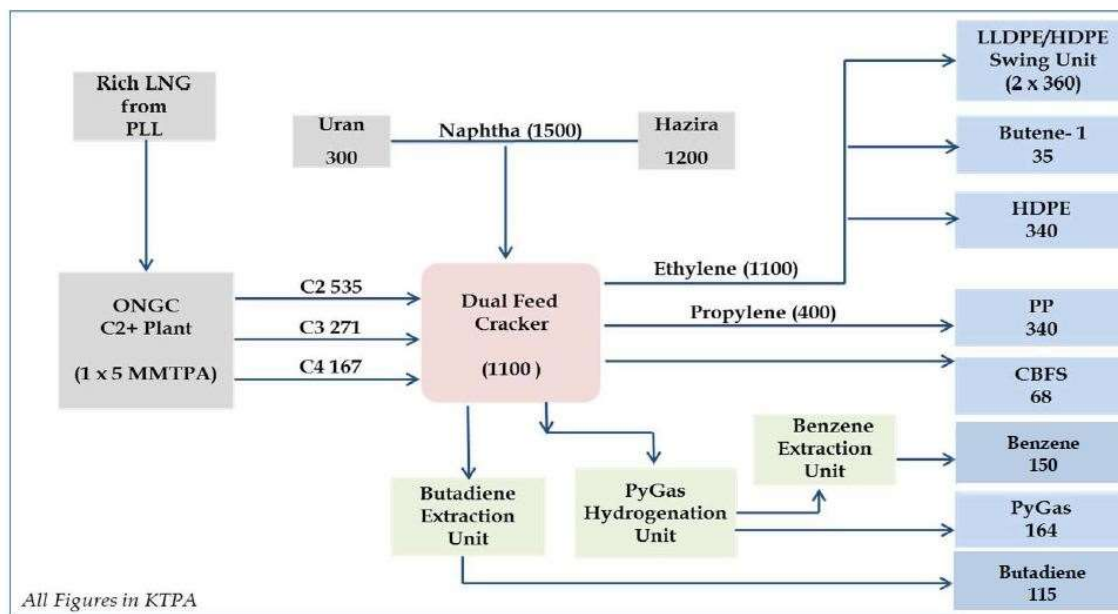 Rich LNG
from
PLL
Uran
300
Naphtha (1500)
Hazira
1200
LLDPE/HDPE
Swing Unit
(2 x 360)
Butene- 1
35
HDPE
340
ONGC
C2+ Plant
(1 x 5 MMTPA)
C2 535
C3 271
C4 167
Dual Feed
Cracker
(1100 )
Ethylene (1100)
Propylene (400)
PP
340
CBFS
68
Benzene
Extraction
Unit
Benzene
150
Butadiene
Extraction
Unit
PyGas
Hydrogenation
Unit
PyGas
164
Butadiene
115
All Figures in KTPA